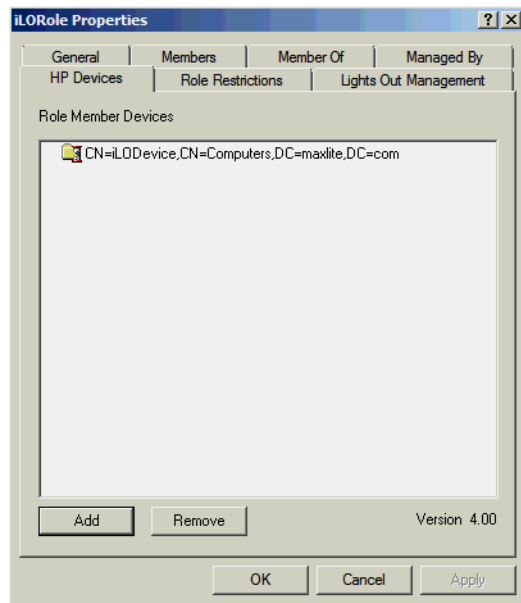 iLORole Properties
General Members Member Of Managed By
HP Devices Role Restrictions Lights Out Management
Role Member Devices
CN=iLODevice,CN=Computers,DC=maxlite,DC=com
Add Remove Version 4.00
OK Cancel Apply